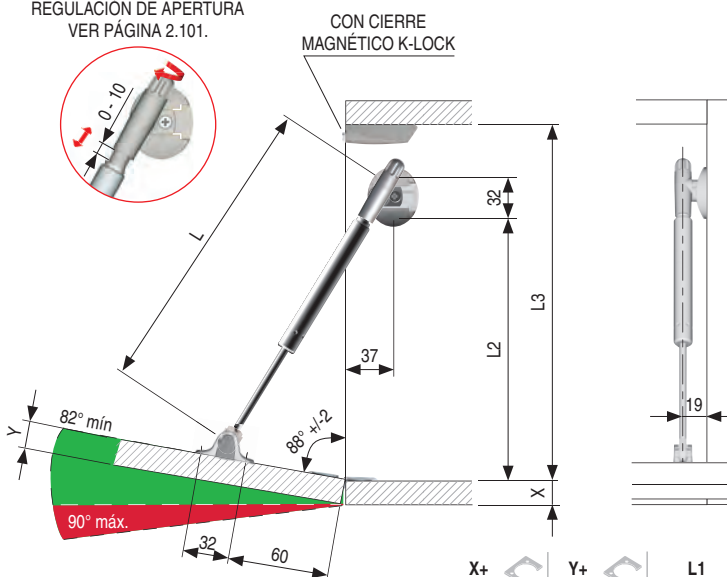 REGULACIÓN DE APERTURA
VER PÁGINA 2.101.
0 - 10
CON CIERRE
MAGNÉTICO K-LOCK
L
32
L3
L2
37
19
Y
82° mín
88° +/-2
X
90° máx.
32
60
X+
Y+
L1